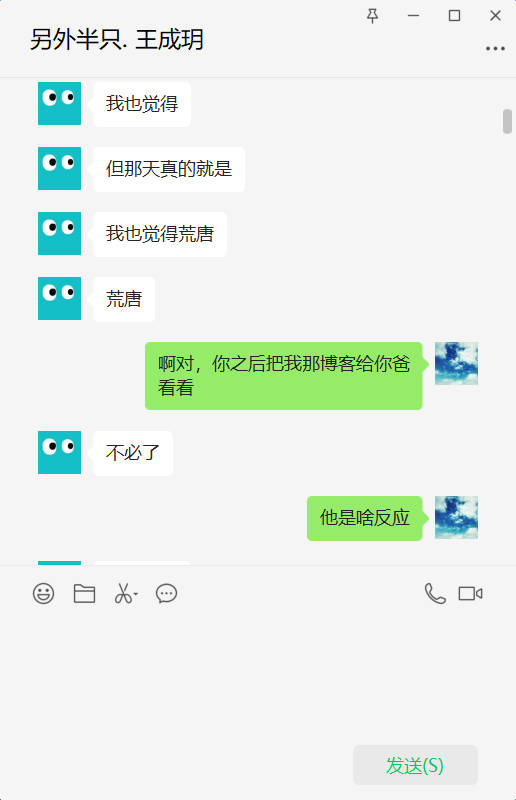 另外半只. 王成玥
我也觉得
但那天真的就是
我也觉得荒唐
荒唐
啊对，你之后把我那博客给你爸
看看
不必了
他是啥反应
发送(S)